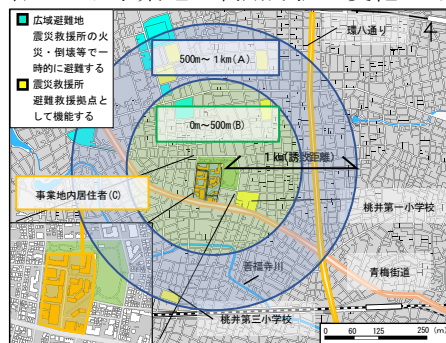 広域避難地
震災救援所の火
災・倒壊等で一
時的に避難する
震災救援所
避難救援拠点と
として機能する
環八通り
4
500m～1km(A)
0m～500m(B)
1km(誘致距離)
事業地内居住者(C)
桃井第一小学校
青梅街道
善福寺川
桃井第三小学校
0 60 125 250(m)